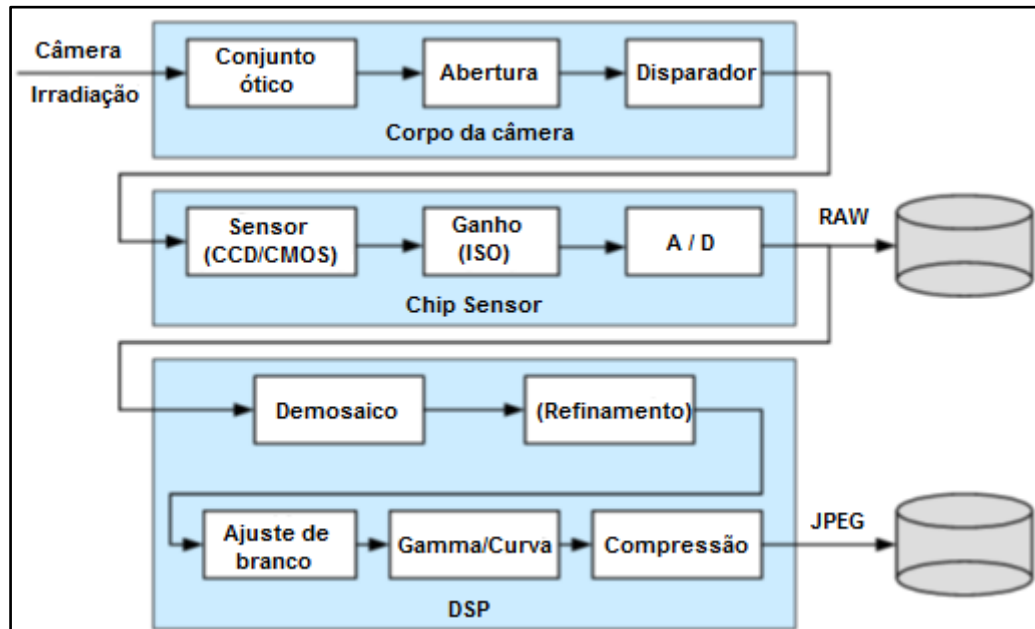 Câmera
Irradiação
Conjunto
ótico
Abertura
Disparador
Corpo da câmera
Sensor
(CCD/CMOS)
Ganho
(ISO)
A / D
RAW
Chip Sensor
Demosaico
(Refinamento)
Ajuste de
branco
Gamma/Curva
Compressão
JPEG
DSP